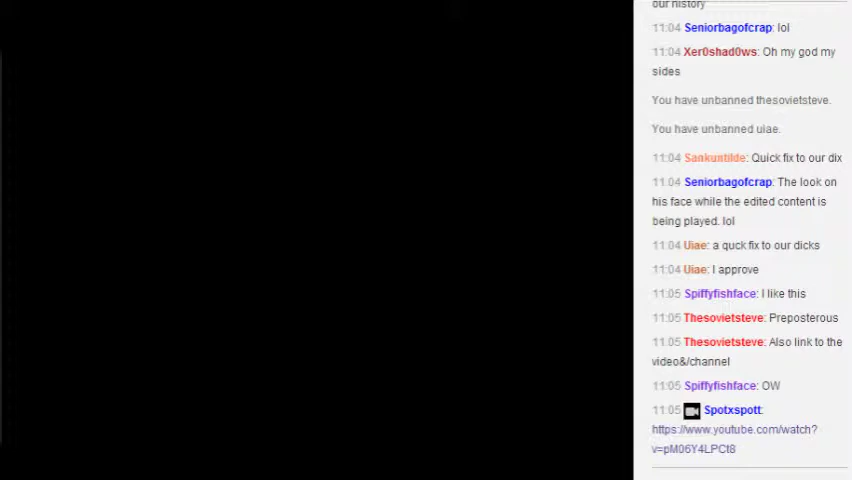 our history
11:04 Seniorbagofcrap: lol
11:04 Xer0shad0ws: Oh my god my
sides
You have unbanned thesovietsteve.
You have unbanned uiae.
11:04 Sankuntilde: Quick fix to our dix
11:04 Seniorbagofcrap: The look on
his face while the edited content is
being played. lol
11:04 Uiae: a quck fix to our dicks
11:04 Uiae: I approve
11:05 Spiffyfishface: I like this
11:05 Thesovietsteve: Preposterous
11:05 Thesovietsteve: Also link to the
video&/channel
11:05 Spiffyfishface: OW
11:05 Spotxspott:
https://www.youtube.com/watch?
v=pM06Y4LPCt8